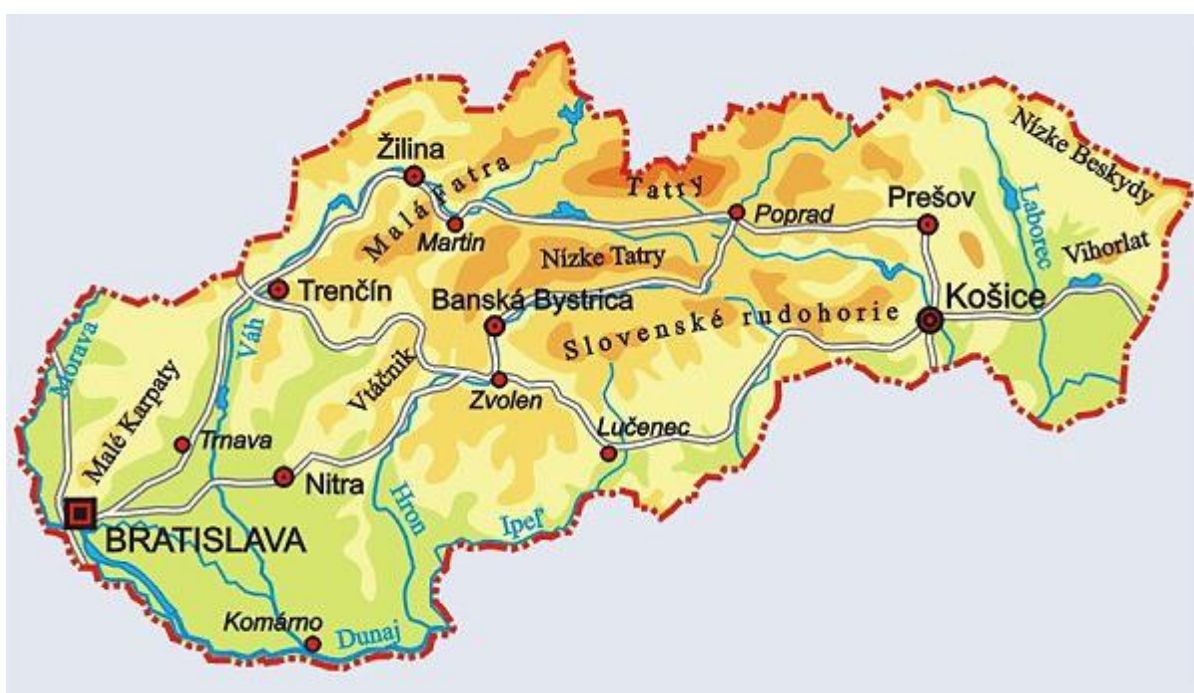 Žilina
Malá Fatra
Martin
Tatry
Poprad
Prešov
Nízke Beskydy
Laborec
Vihorlat
Košice
Nízke Tatry
Trenčín
Banská Bystrica
Slovenské rudohorie
Morava
Váh
Malé Karpaty
Vtáčnik
Zvolen
Trnava
Lučenec
Nitra
Hron
Ipeľ
BRATISLAVA
Komárno
Dunaj